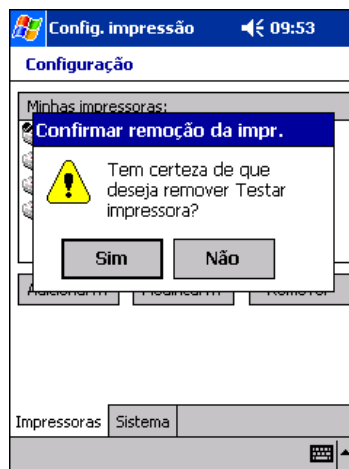 Config. impressão 09:53
Configuração
Minhas impressoras:
Confirmar remoção da impr.
Tem certeza de que
deseja remover Testar
impressora?
Sim Não
Impressoras Sistema